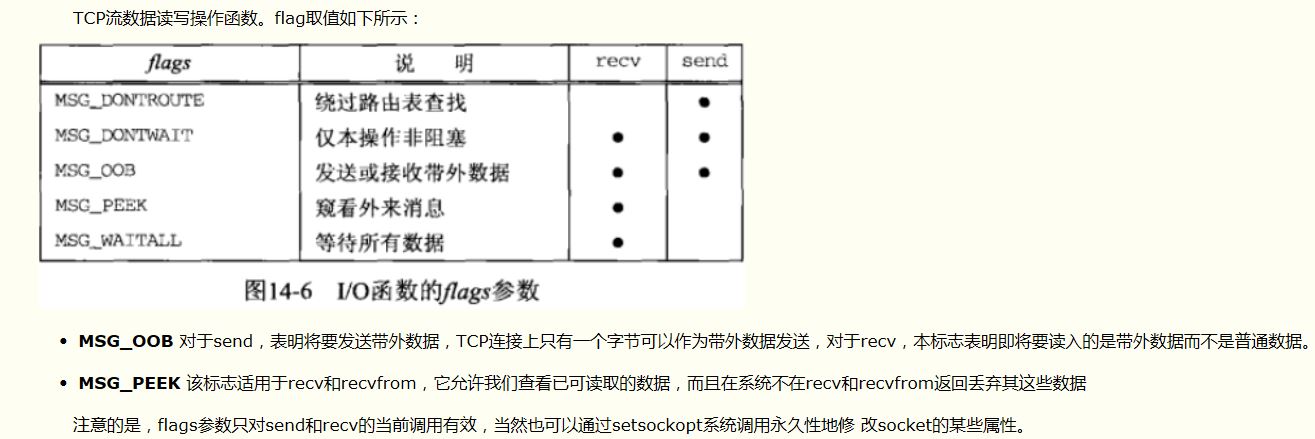 TCP流数据读写操作函数。flag取值如下所示：
flags 说 明 recv send
MSG_DONTROUTE 绕过路由表查找 ●
MSG_DONTWAIT 仅本操作非阻塞 ● ●
MSG_OOB 发送或接收带外数据 ● ●
MSG_PEEK 窥看外来消息 ●
MSG_WAITALL 等待所有数据 ●
图14-6 I/O函数的flags参数
• MSG_OOB 对于send，表明将要发送带外数据，TCP连接上只有一个字节可以作为带外数据发送，对于recv，本标志表明即将要读入的是带外数据而不是普通数据。
• MSG_PEEK 该标志适用于recv和recvfrom，它允许我们查看已可读取的数据，而且在系统不在recv和recvfrom返回丢弃其这些数据
注意的是，flags参数只对send和recv的当前调用有效，当然也可以通过setsockopt系统调用永久性地修 改socket的某些属性。